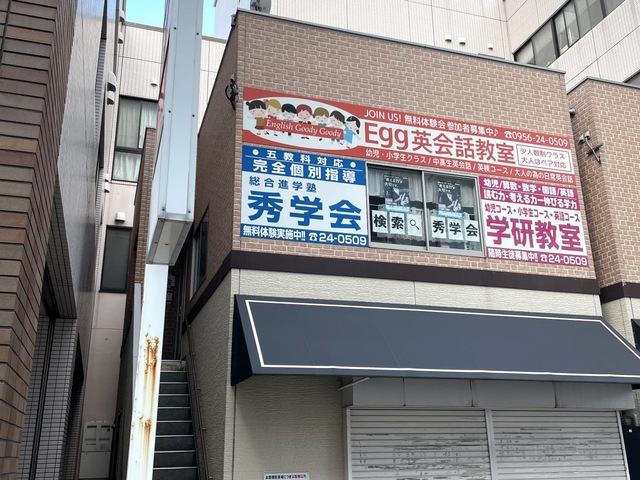 JOIN US! 無料体験会 参加者募集中♪ ☎0956-24-0509
English Goody Goody
Egg英会話教室
少人数制クラス
大人はペア対応
幼児・小学生クラス / 中高生英会話 / 英検コース / 大人の為の日常英会話
● 五教科対応 ●
完全個別指導
総合進学塾
秀学会
無料体験実施中!! ☎24-0509
検索
秀学会
幼児/算数・数学・国語/英語
読む力・考える力=伸びる学力
幼児コース・小学生コース・英語コース
学研教室
随時生徒募集中!! ☎24-0509